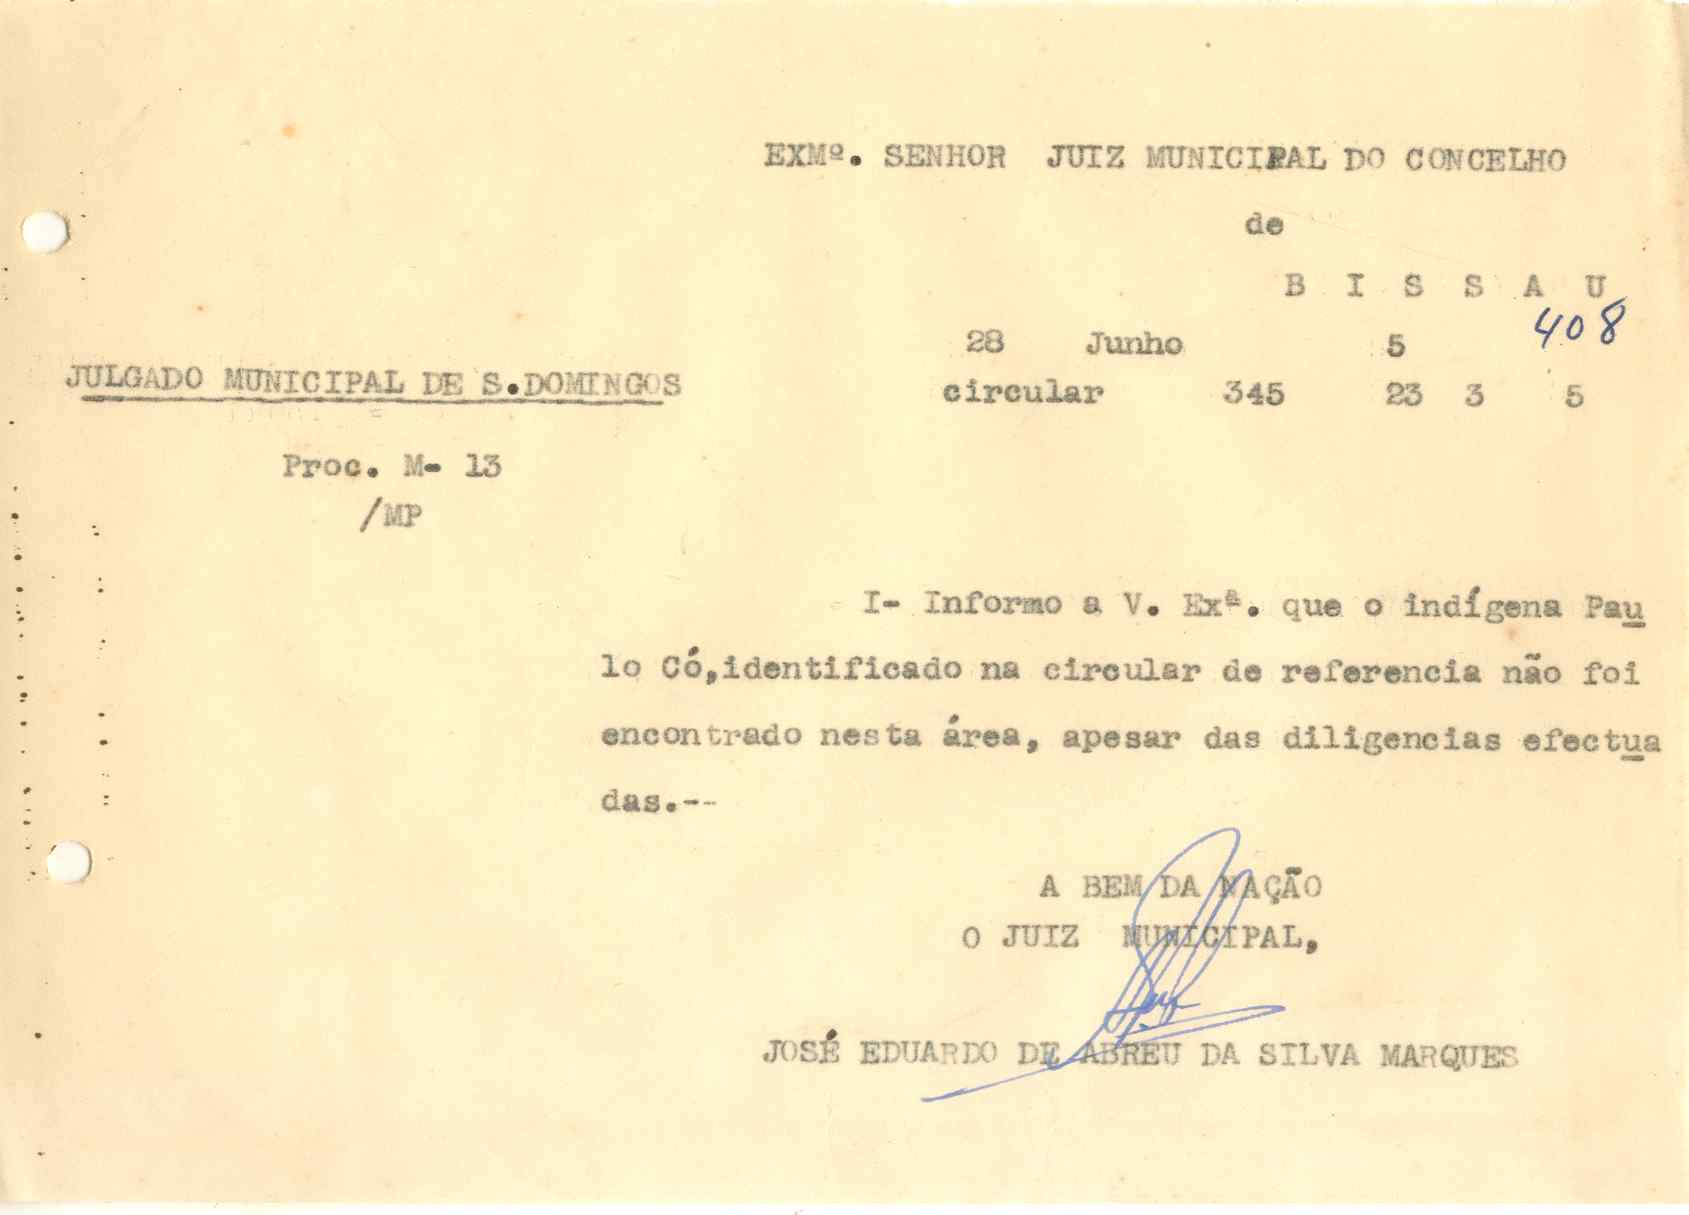 EXMº. SENHOR JUIZ MUNICIPAL DO CONCELHO
de
B I S S A U
408
28 Junho 5
JULGADO MUNICIPAL DE S.DOMINGOS
circular 345 23 3 5
Proc. M- 13
/MP
I- Informo a V. Exª. que o indígena Pau
lo Có,identificado na circular de referencia não foi
encontrado nesta área, apesar das diligencias efectua
das.--
A BEM DA NAÇÃO
O JUIZ MUNICIPAL,
JOSÉ EDUARDO DE ABREU DA SILVA MARQUES